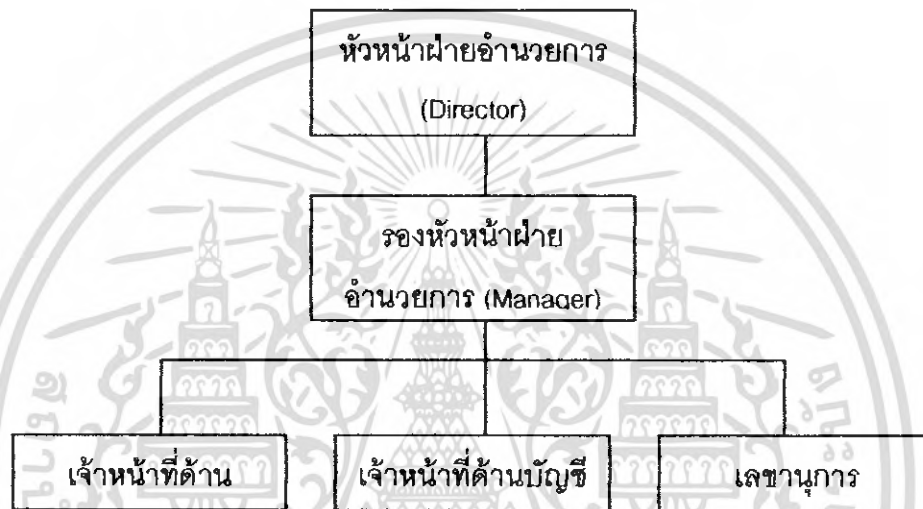 หัวหน้าฝ่ายอำนวยการ
(Director)
รองหัวหน้าฝ่าย
อำนวยการ (Manager)
เจ้าหน้าที่ด้าน
เจ้าหน้าที่ด้านบัญชี
เลขานุการ